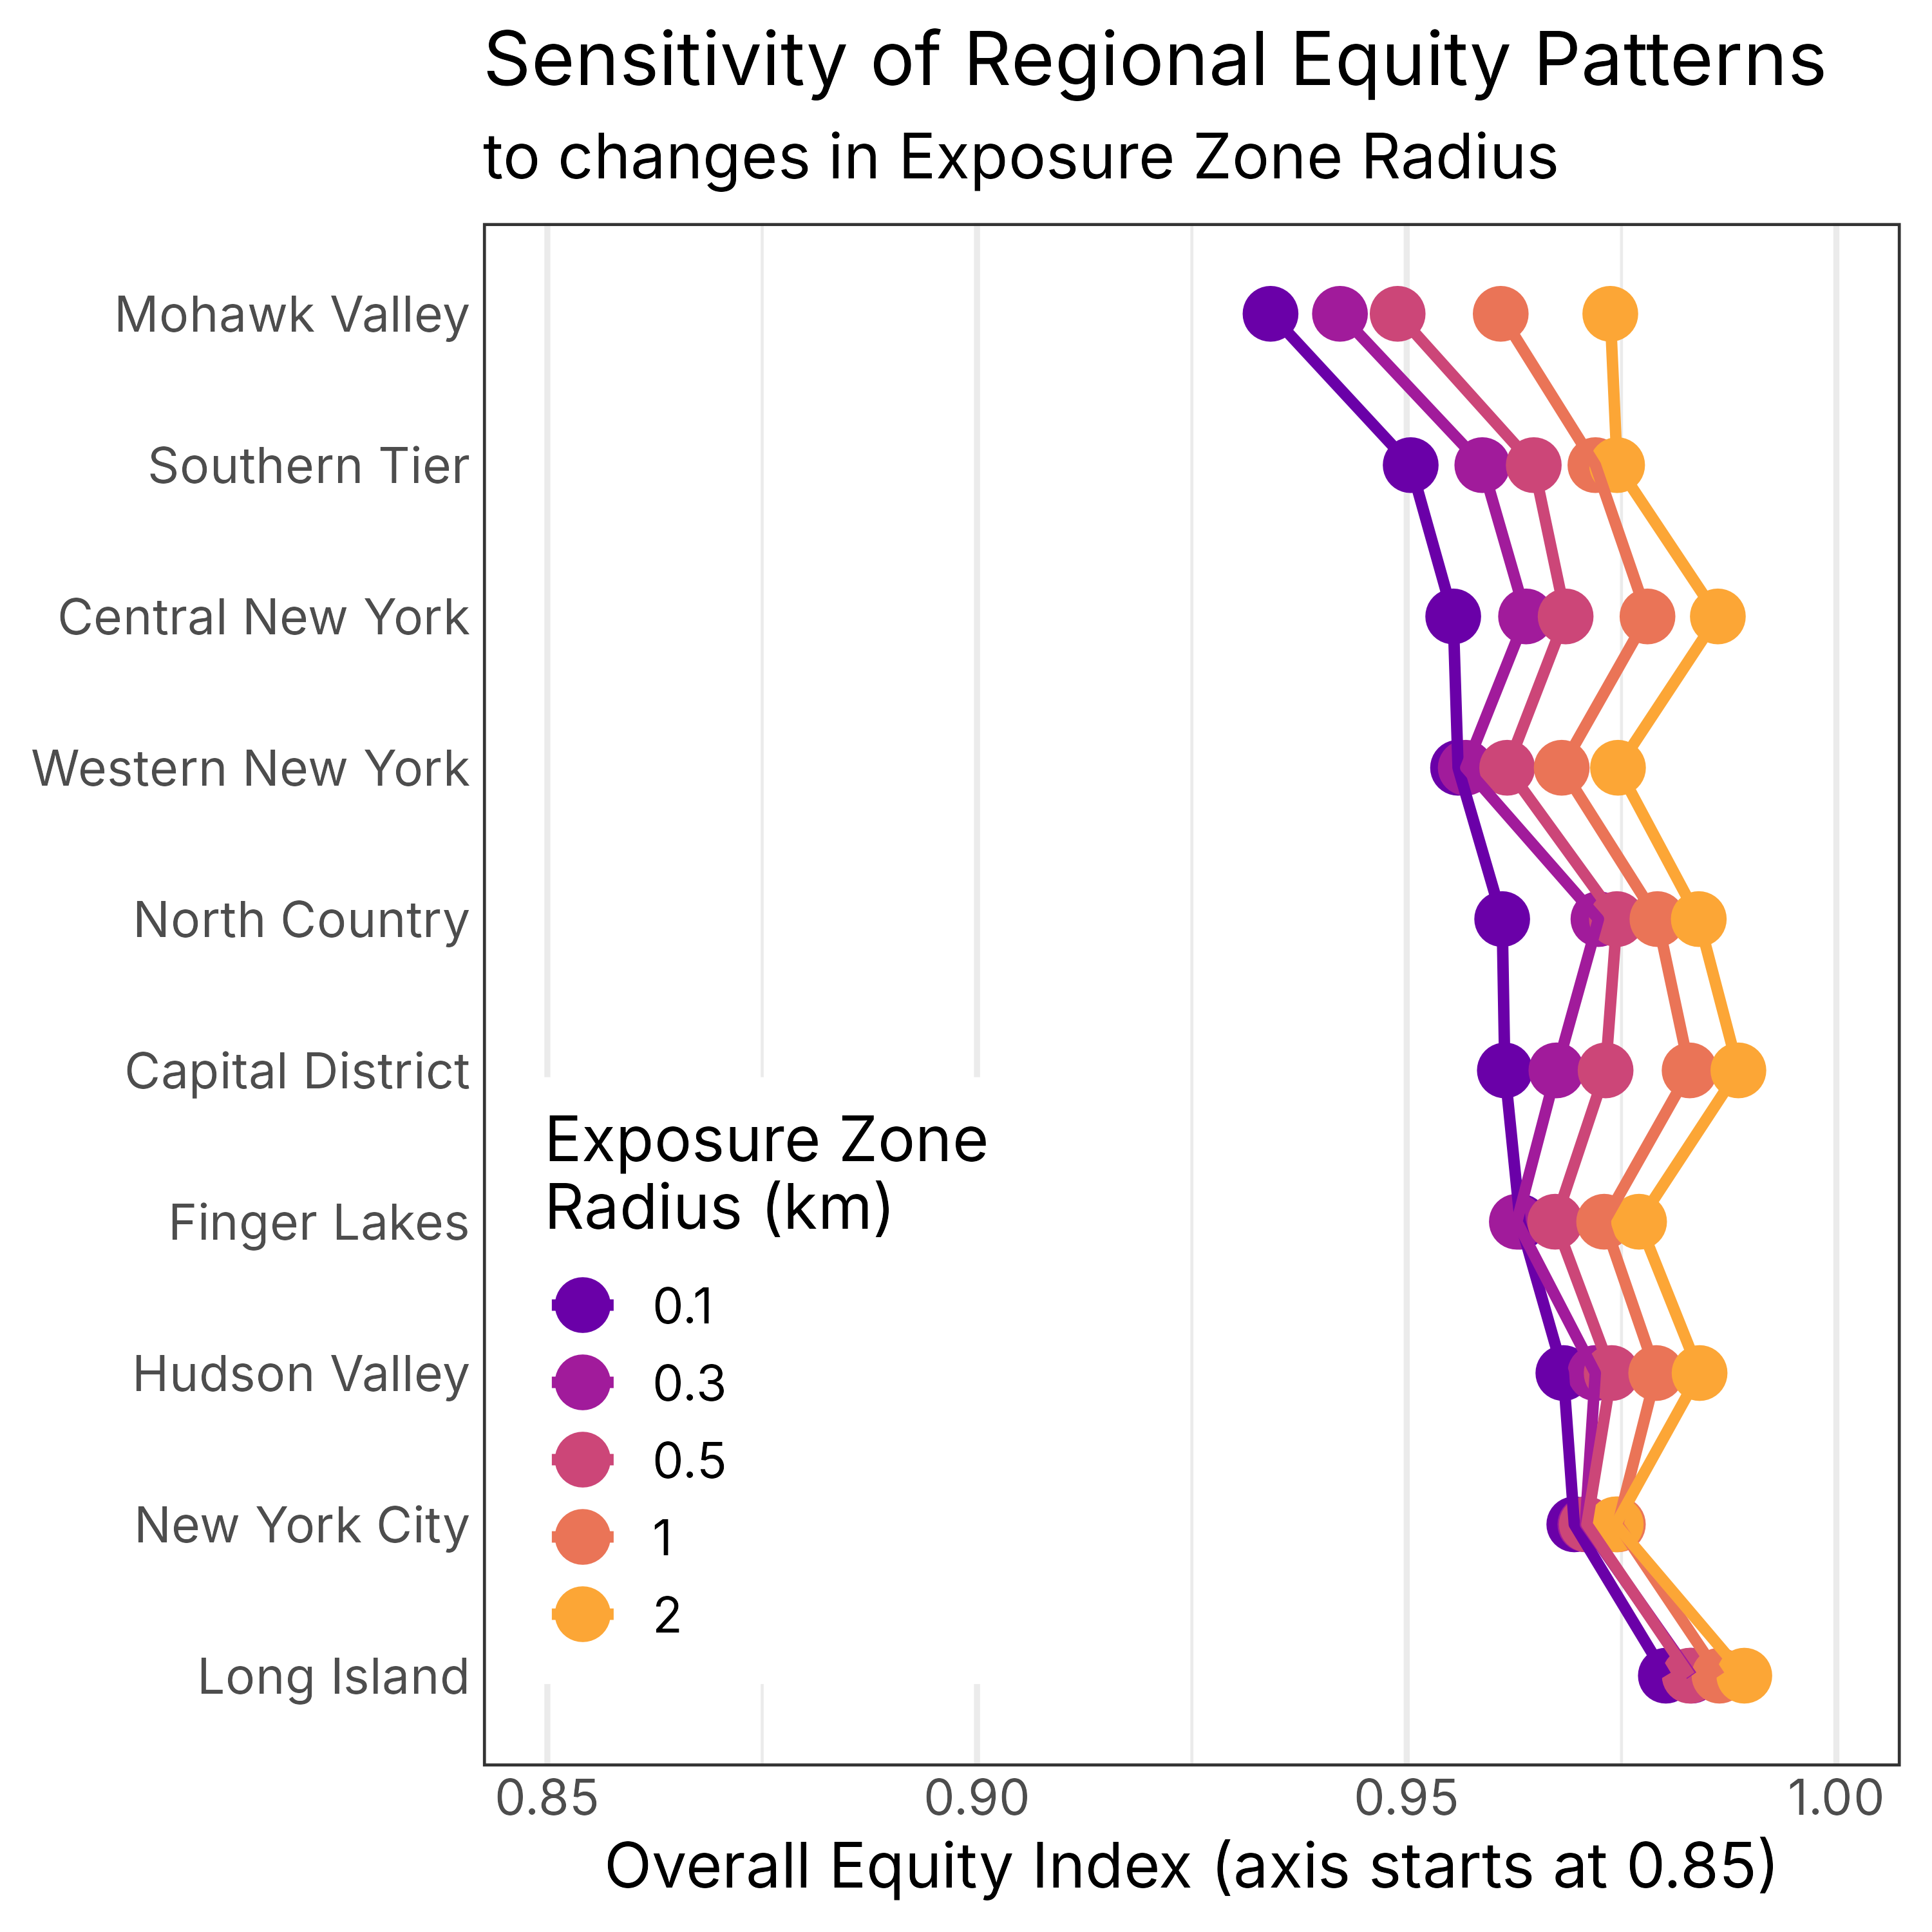 Sensitivity of Regional Equity Patterns
to changes in Exposure Zone Radius
Mohawk Valley
Southern Tier
Central New York
Western New York
North Country
Capital District
Finger Lakes
Hudson Valley
New York City
Long Island
Exposure Zone
Radius (km)
0.1
0.3
0.5
1
2
0.85 0.90 0.95 1.00
Overall Equity Index (axis starts at 0.85)